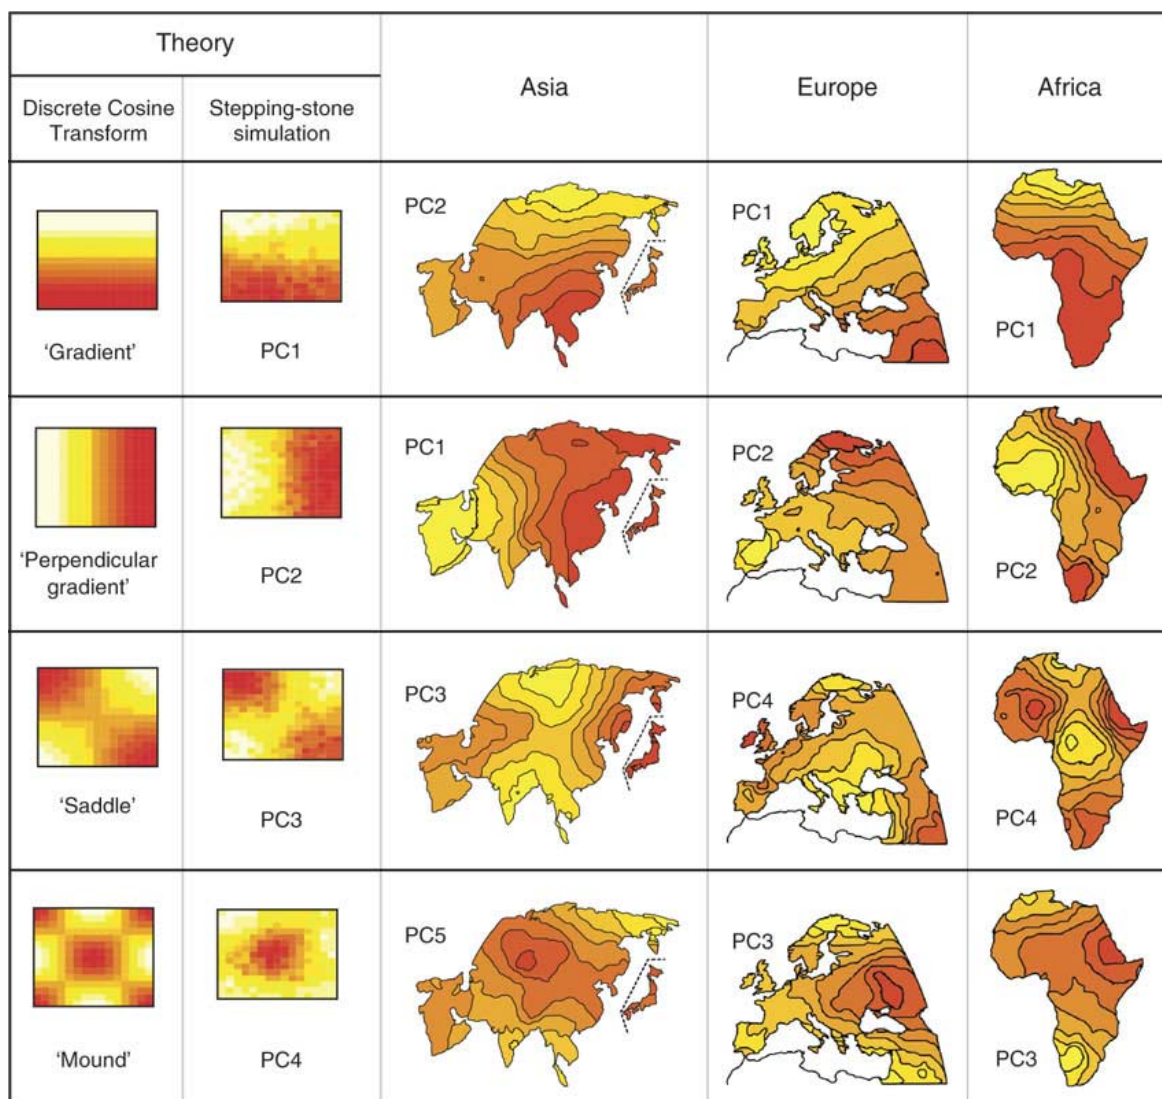 Theory
Asia
Europe
Africa
Discrete Cosine
Transform
Stepping-stone
simulation
‘Gradient’
PC1
PC2
PC1
PC1
‘Perpendicular
gradient’
PC2
PC1
PC2
PC2
‘Saddle’
PC3
PC3
PC4
PC4
‘Mound’
PC4
PC5
PC3
PC3